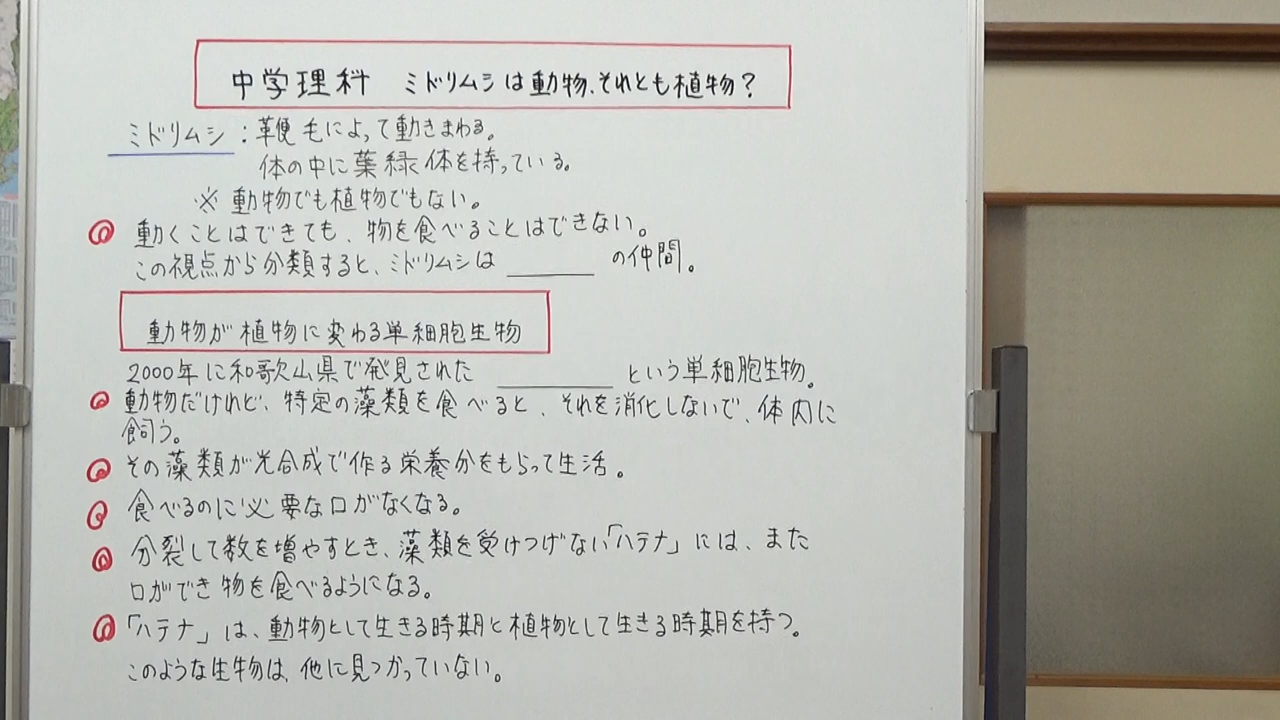 中学理科 ミドリムシは動物、それとも植物?
ミドリムシ:鞭毛によって動きまわる。
体の中に葉緑体を持っている。
※ 動物でも植物でもない。
動くことはできても、物を食べることはできない。
この視点から分類すると、ミドリムシは ______ の仲間。
動物が植物に変わる単細胞生物
2000年に和歌山県で発見された ______ という単細胞生物。
動物だけれど、特定の藻類を食べると、それを消化しないで、体内に
飼う。
その藻類が光合成で作る栄養分をもらって生活。
食べるのに必要な口がなくなる。
分裂して数を増やすとき、藻類を受けつげない「ハテナ」には、また
口ができ物を食べるようになる。
「ハテナ」は、動物として生きる時期と植物として生きる時期を持つ。
このような生物は、他に見つかっていない。